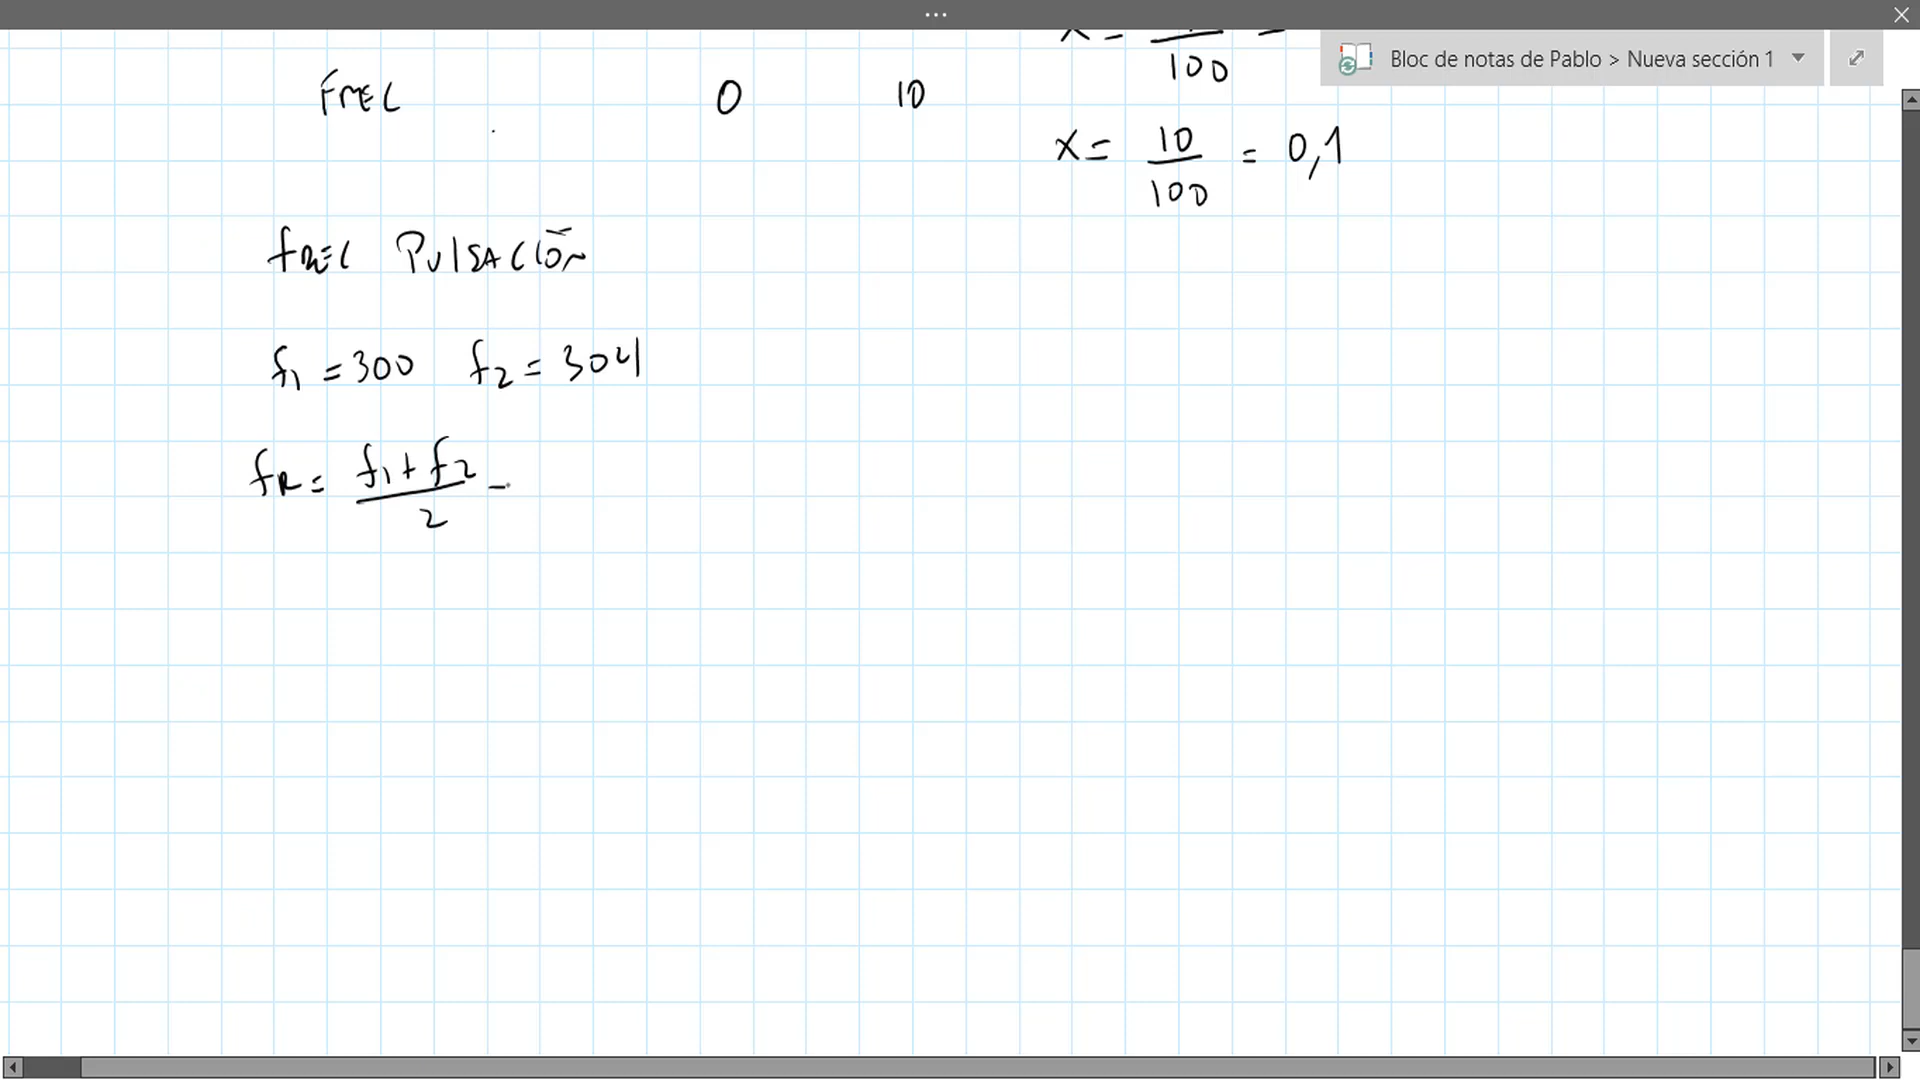 ...
Bloc de notas de Pablo > Nueva sección 1
100
FREC 0 10
x = 10/100 = 0,1
fREC PULSACIÓN
f1 = 300 f2 = 304
fR = f1 + f2 / 2 -